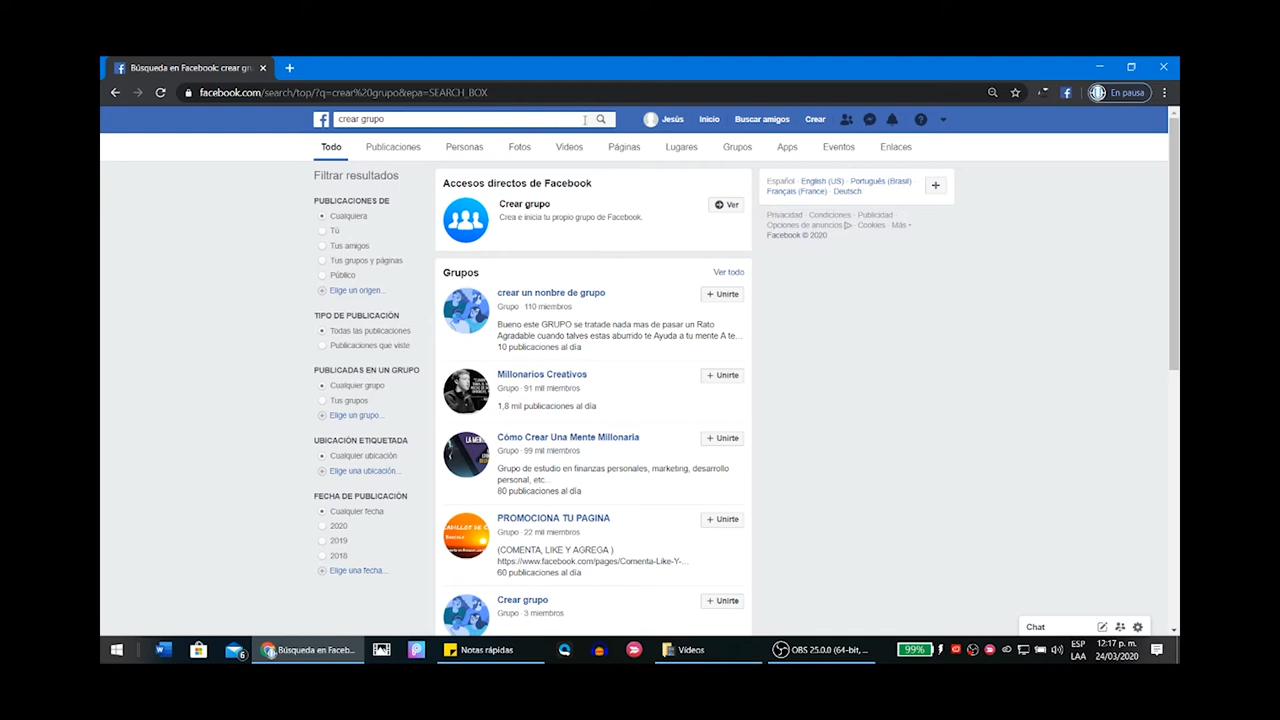 Búsqueda en Facebook: crear gru
facebook.com/search/top/?q=crear%20grupo&epa=SEARCH_BOX
En pausa
crear grupo
Jesús Inicio Buscar amigos Crear
Todo Publicaciones Personas Fotos Videos Páginas Lugares Grupos Apps Eventos Enlaces
Filtrar resultados
PUBLICACIONES DE
Cualquiera
Tú
Tus amigos
Tus grupos y páginas
Público
Elige un origen...
TIPO DE PUBLICACIÓN
Todas las publicaciones
Publicaciones que viste
PUBLICADAS EN UN GRUPO
Cualquier grupo
Tus grupos
Elige un grupo...
UBICACIÓN ETIQUETADA
Cualquier ubicación
Elige una ubicación...
FECHA DE PUBLICACIÓN
Cualquier fecha
2020
2019
2018
Elige una fecha...
Accesos directos de Facebook
Crear grupo
Crea e inicia tu propio grupo de Facebook.
Ver
Grupos
Ver todo
crear un nonbre de grupo
Grupo · 110 miembros
Bueno este GRUPO se tratade nada mas de pasar un Rato
Agradable cuando talves estas aburrido te Ayuda a tu mente A te...
10 publicaciones al día
+ Unirte
Millonarios Creativos
Grupo · 91 mil miembros
1,8 mil publicaciones al día
+ Unirte
Cómo Crear Una Mente Millonaria
Grupo · 99 mil miembros
Grupo de estudio en finanzas personales, marketing, desarrollo
personal, etc...
80 publicaciones al día
+ Unirte
PROMOCIONA TU PAGINA
Grupo · 22 mil miembros
(COMENTA, LIKE Y AGREGA )
https://www.facebook.com/pages/Comenta-Like-Y-...
60 publicaciones al día
+ Unirte
Crear grupo
Grupo · 3 miembros
+ Unirte
Español · English (US) · Português (Brasil) ·
Français (France) · Deutsch
Privacidad · Condiciones · Publicidad ·
Opciones de anuncios · Cookies · Más
Facebook © 2020
Chat
6
Búsqueda en Faceb...
Notas rápidas
Vídeos
OBS 25.0.0 (64-bit, ...
99%
ESP
LAA
12:17 p. m.
24/03/2020